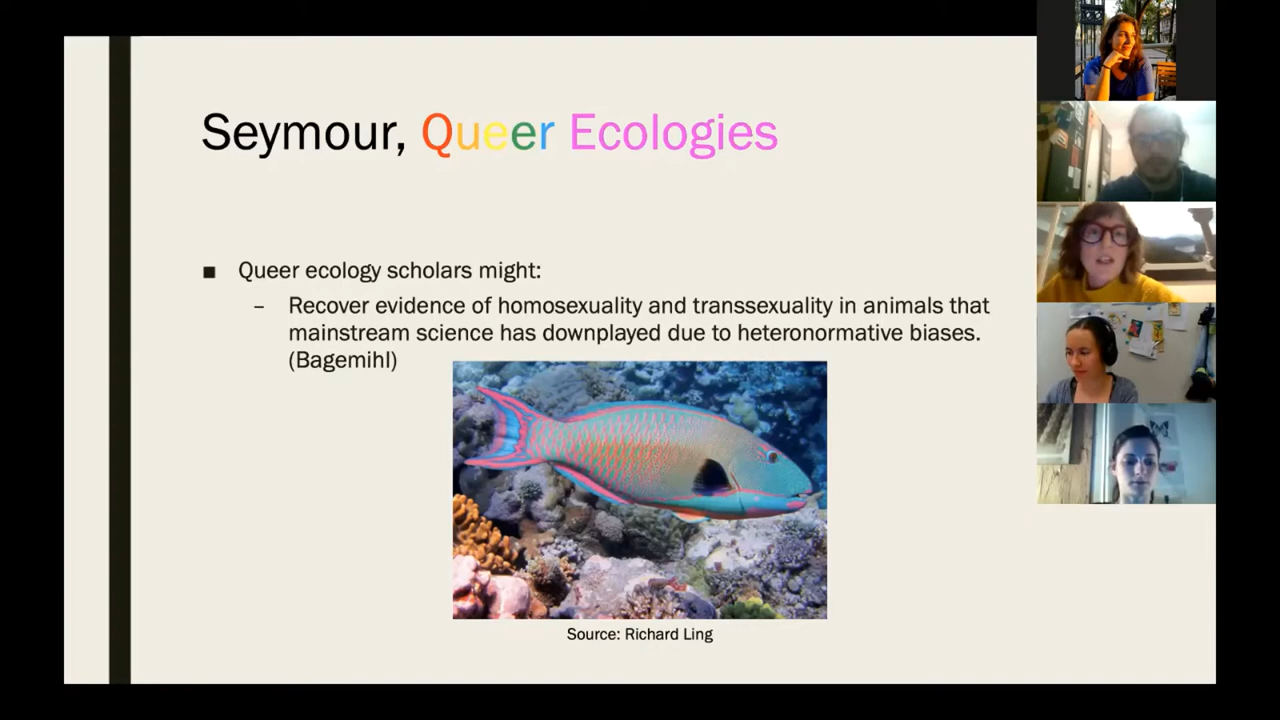 Seymour, Queer Ecologies
■ Queer ecology scholars might:
– Recover evidence of homosexuality and transsexuality in animals that
mainstream science has downplayed due to heteronormative biases.
(Bagemihl)
Source: Richard Ling